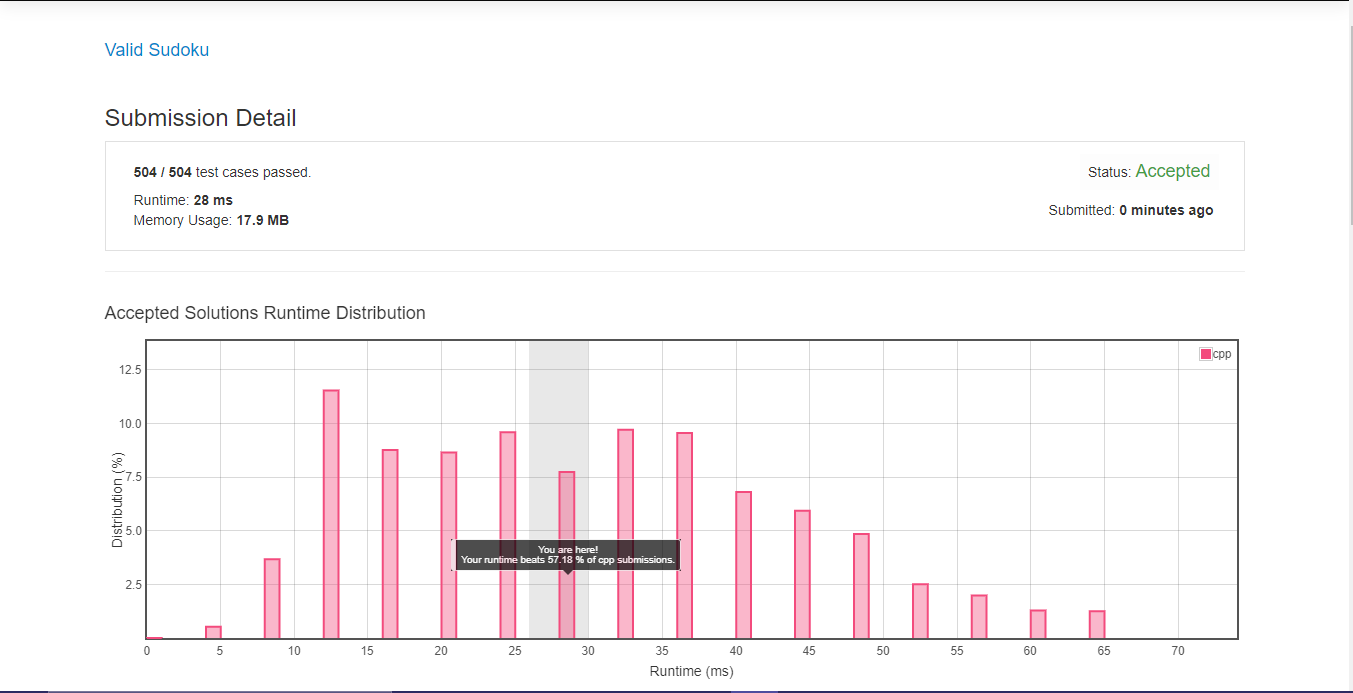 Valid Sudoku
Submission Detail
504 / 504 test cases passed.
Status: Accepted
Runtime: 28 ms
Memory Usage: 17.9 MB
Submitted: 0 minutes ago
Accepted Solutions Runtime Distribution
cpp
12.5
10.0
7.5
5.0
2.5
Distribution (%)
You are here!
Your runtime beats 57.18 % of cpp submissions.
0 5 10 15 20 25 30 35 40 45 50 55 60 65 70
Runtime (ms)